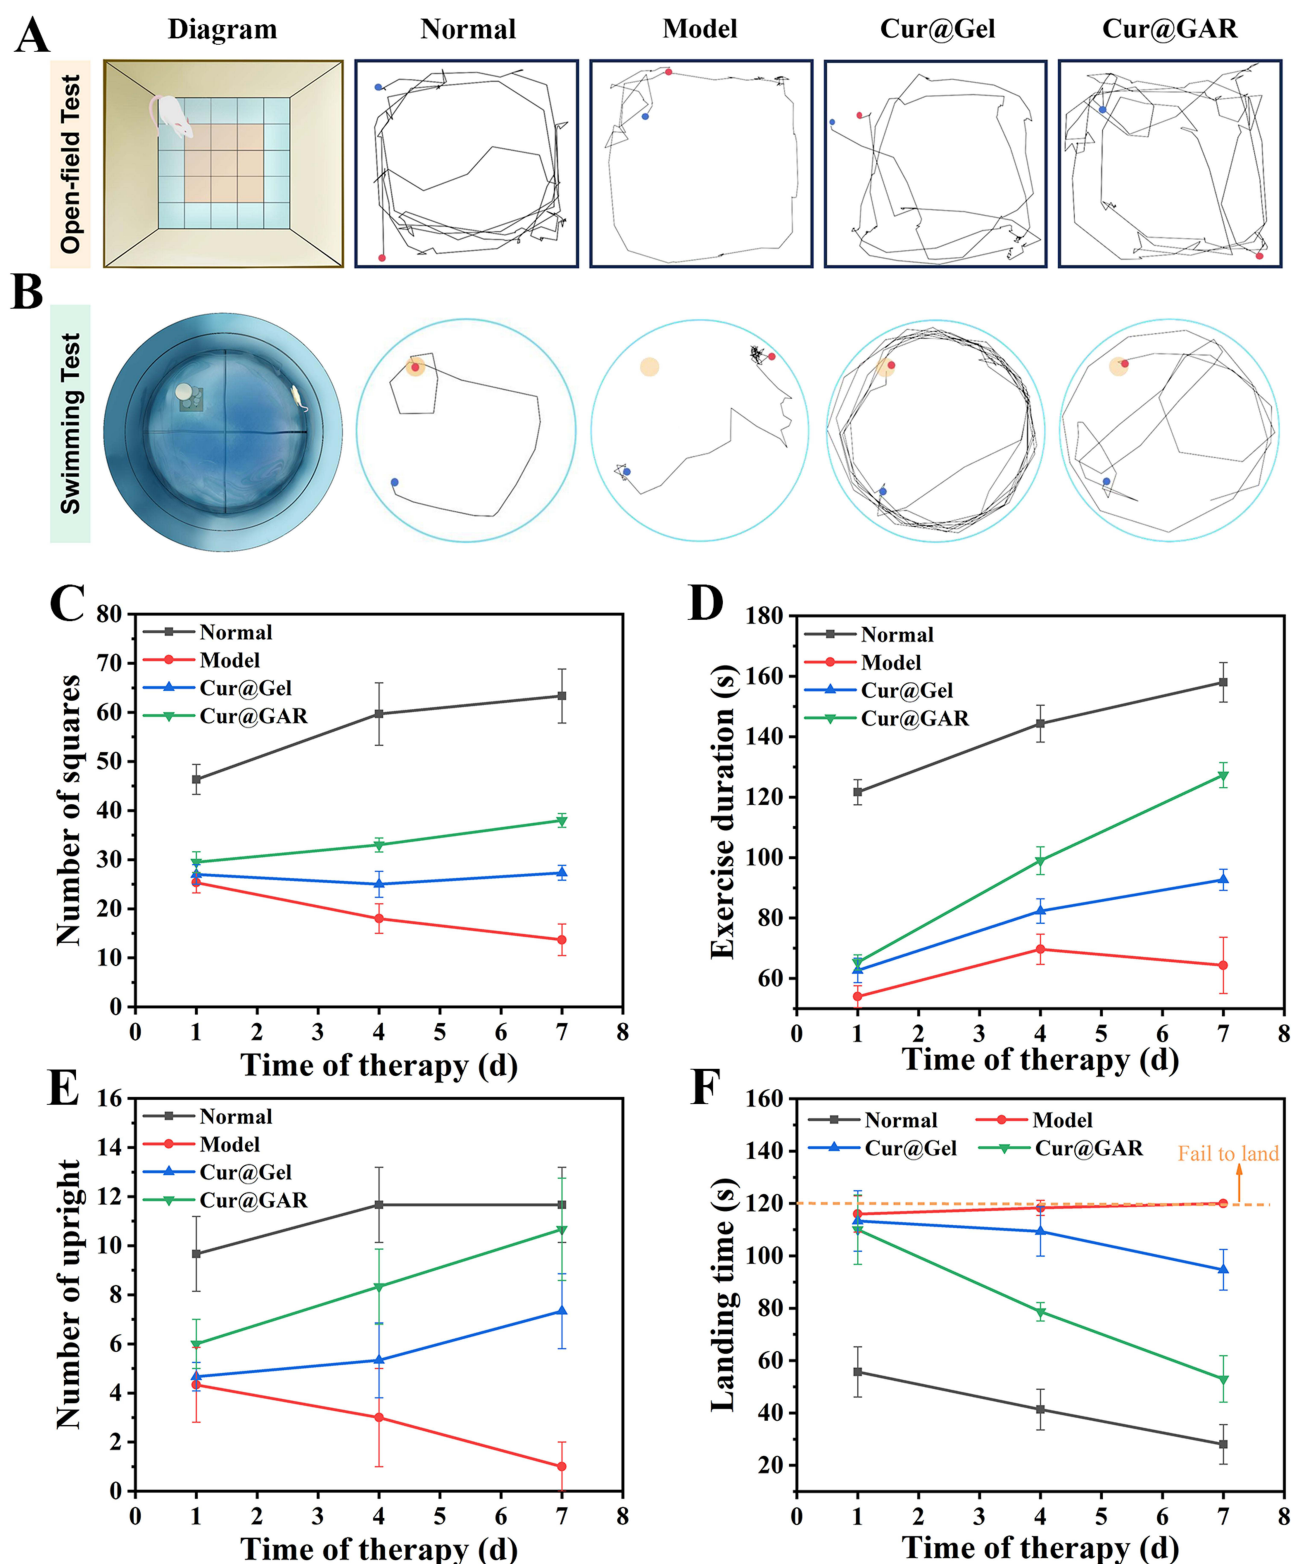 A
Diagram
Normal
Model
Cur@Gel
Cur@GAR
Open-field Test
B
Swimming Test
C
80
70
60
50
40
30
20
10
0
Number of squares
Normal
Model
Cur@Gel
Cur@GAR
0 1 2 3 4 5 6 7 8
Time of therapy (d)
D
180
160
140
120
100
80
60
Exercise duration (s)
Normal
Model
Cur@Gel
Cur@GAR
0 1 2 3 4 5 6 7 8
Time of therapy (d)
E
16
14
12
10
8
6
4
2
0
Number of upright
Normal
Model
Cur@Gel
Cur@GAR
0 1 2 3 4 5 6 7 8
Time of therapy (d)
F
160
140
120
100
80
60
40
20
Landing time (s)
Normal
Model
Cur@Gel
Cur@GAR
Fail to land
0 1 2 3 4 5 6 7 8
Time of therapy (d)